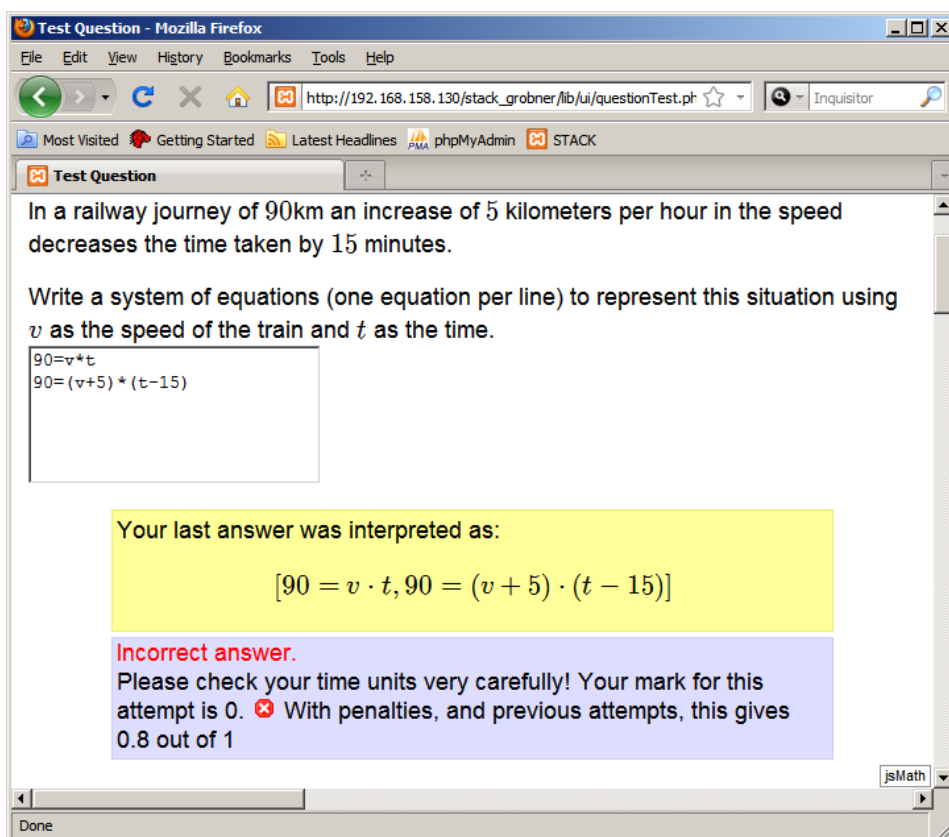 Test Question - Mozilla Firefox
File Edit View History Bookmarks Tools Help
http://192.168.158.130/stack_grobner/lib/ui/questionTest.ph Inquisitor
Most Visited Getting Started Latest Headlines PMA phpMyAdmin STACK
Test Question
In a railway journey of 90km an increase of 5 kilometers per hour in the speed
decreases the time taken by 15 minutes.
Write a system of equations (one equation per line) to represent this situation using
v as the speed of the train and t as the time.
90=v*t
90=(v+5)*(t-15)
Your last answer was interpreted as:
[90 = v · t, 90 = (v + 5) · (t − 15)]
Incorrect answer.
Please check your time units very carefully! Your mark for this
attempt is 0. With penalties, and previous attempts, this gives
0.8 out of 1
jsMath
Done